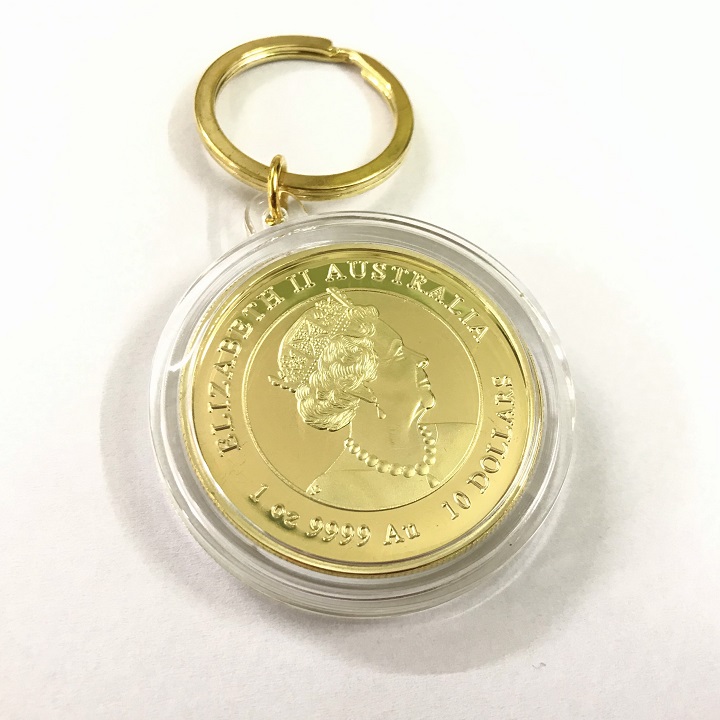 ELIZABETH II AUSTRALIA
1 oz 9999 Au 10 DOLLARS